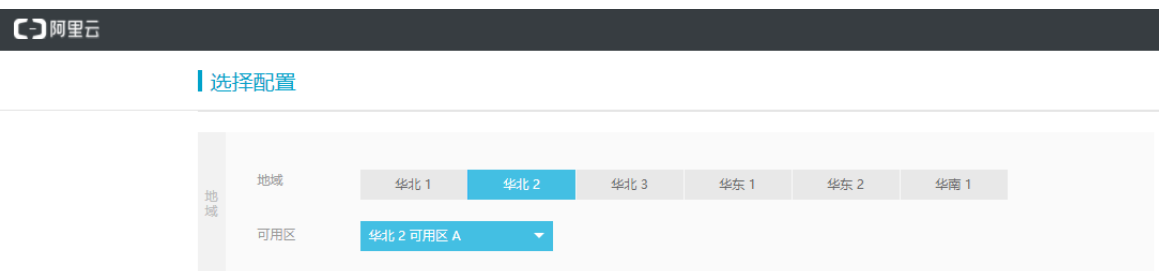 阿里云
选择配置
地域
地域 华北 1 华北 2 华北 3 华东 1 华东 2 华南 1
可用区 华北 2 可用区 A